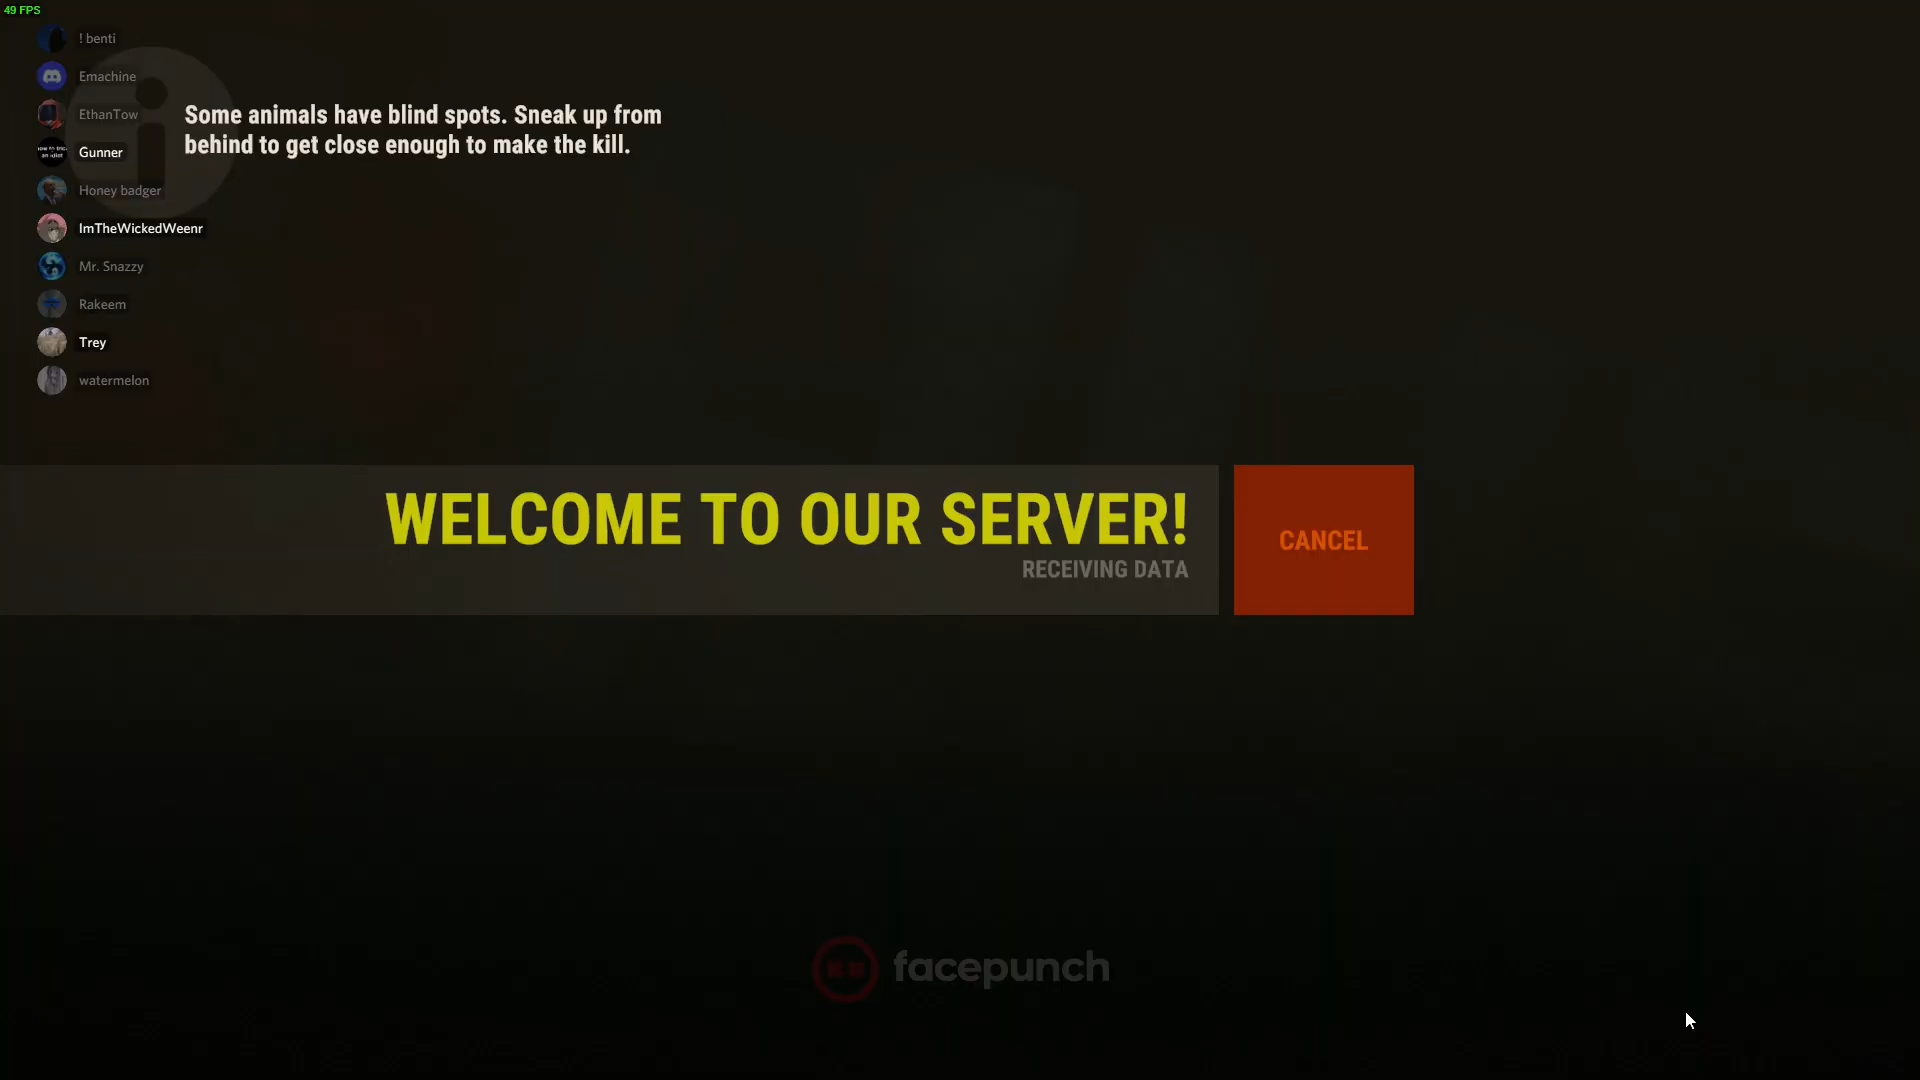 49 FPS
! benti
Emachine
EthanTow
Some animals have blind spots. Sneak up from
behind to get close enough to make the kill.
Gunner
Honey badger
ImTheWickedWeenr
Mr. Snazzy
Rakeem
Trey
watermelon
WELCOME TO OUR SERVER!
RECEIVING DATA
CANCEL
facepunch